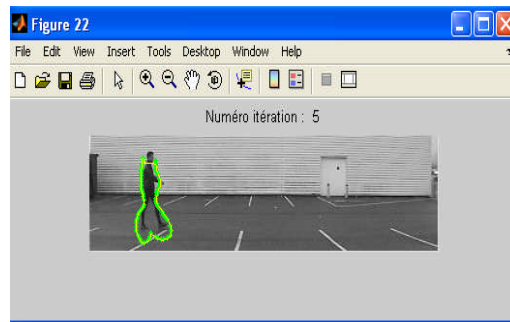 Figure 22
File Edit View Insert Tools Desktop Window Help
Numéro itération : 5